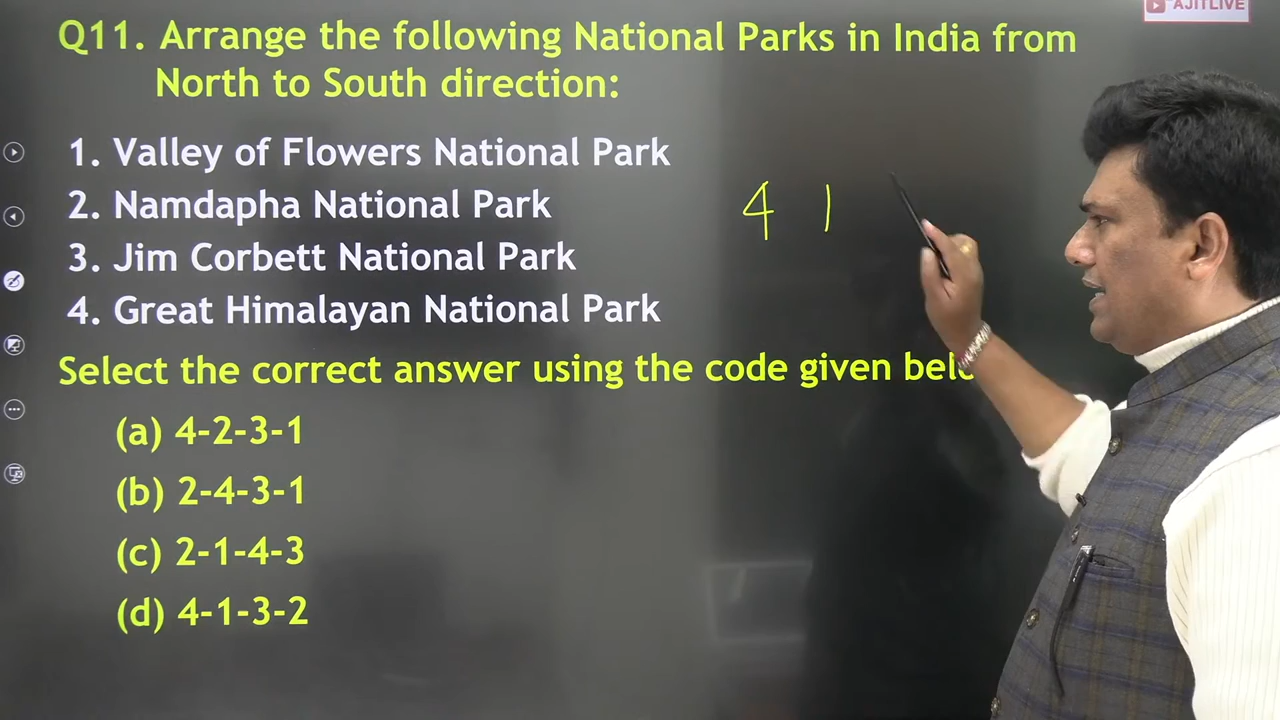 AJITLIVE
Q11. Arrange the following National Parks in India from
North to South direction:
1. Valley of Flowers National Park
2. Namdapha National Park
3. Jim Corbett National Park
4. Great Himalayan National Park
4 1
Select the correct answer using the code given belo
(a) 4-2-3-1
(b) 2-4-3-1
(c) 2-1-4-3
(d) 4-1-3-2